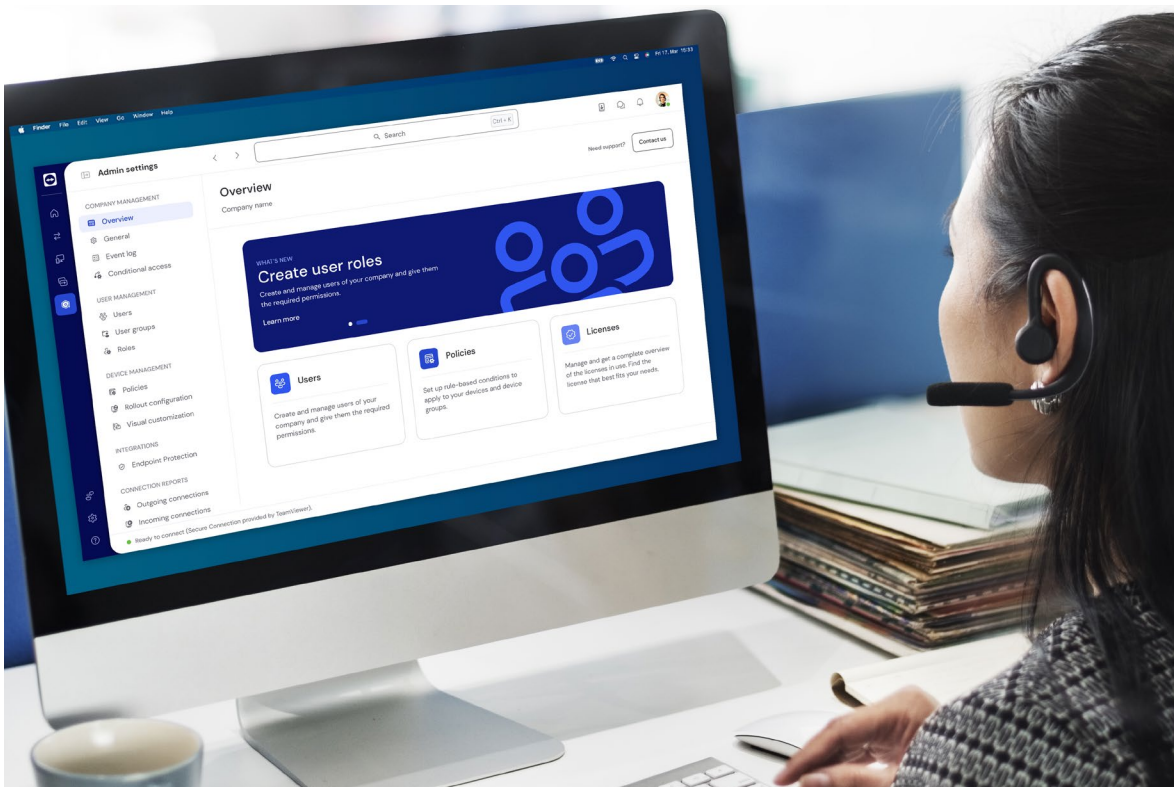 Finder File Edit View Go Window Help
Fri 17. Mar 15:33
Admin settings
Search
Ctrl + K
COMPANY MANAGEMENT
Overview
General
Event log
Conditional access
USER MANAGEMENT
Users
User groups
Roles
DEVICE MANAGEMENT
Policies
Rollout configuration
Visual customization
INTEGRATIONS
Endpoint Protection
CONNECTION REPORTS
Outgoing connections
Incoming connections
Ready to connect (Secure Connection provided by TeamViewer).
Overview
Company name
Need support?
Contact us
WHAT'S NEW
Create user roles
Create and manage users of your company and give them
the required permissions.
Learn more
Users
Create and manage users of your
company and give them the required
permissions.
Policies
Set up rule-based conditions to
apply to your devices and device
groups.
Licenses
Manage and get a complete overview
of the licenses in use. Find the
license that best fits your needs.